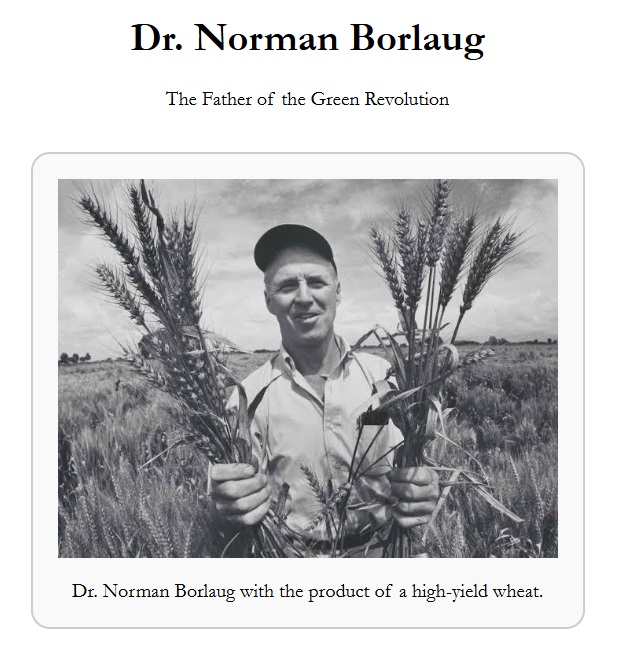 Dr. Norman Borlaug
The Father of the Green Revolution
Dr. Norman Borlaug with the product of a high-yield wheat.